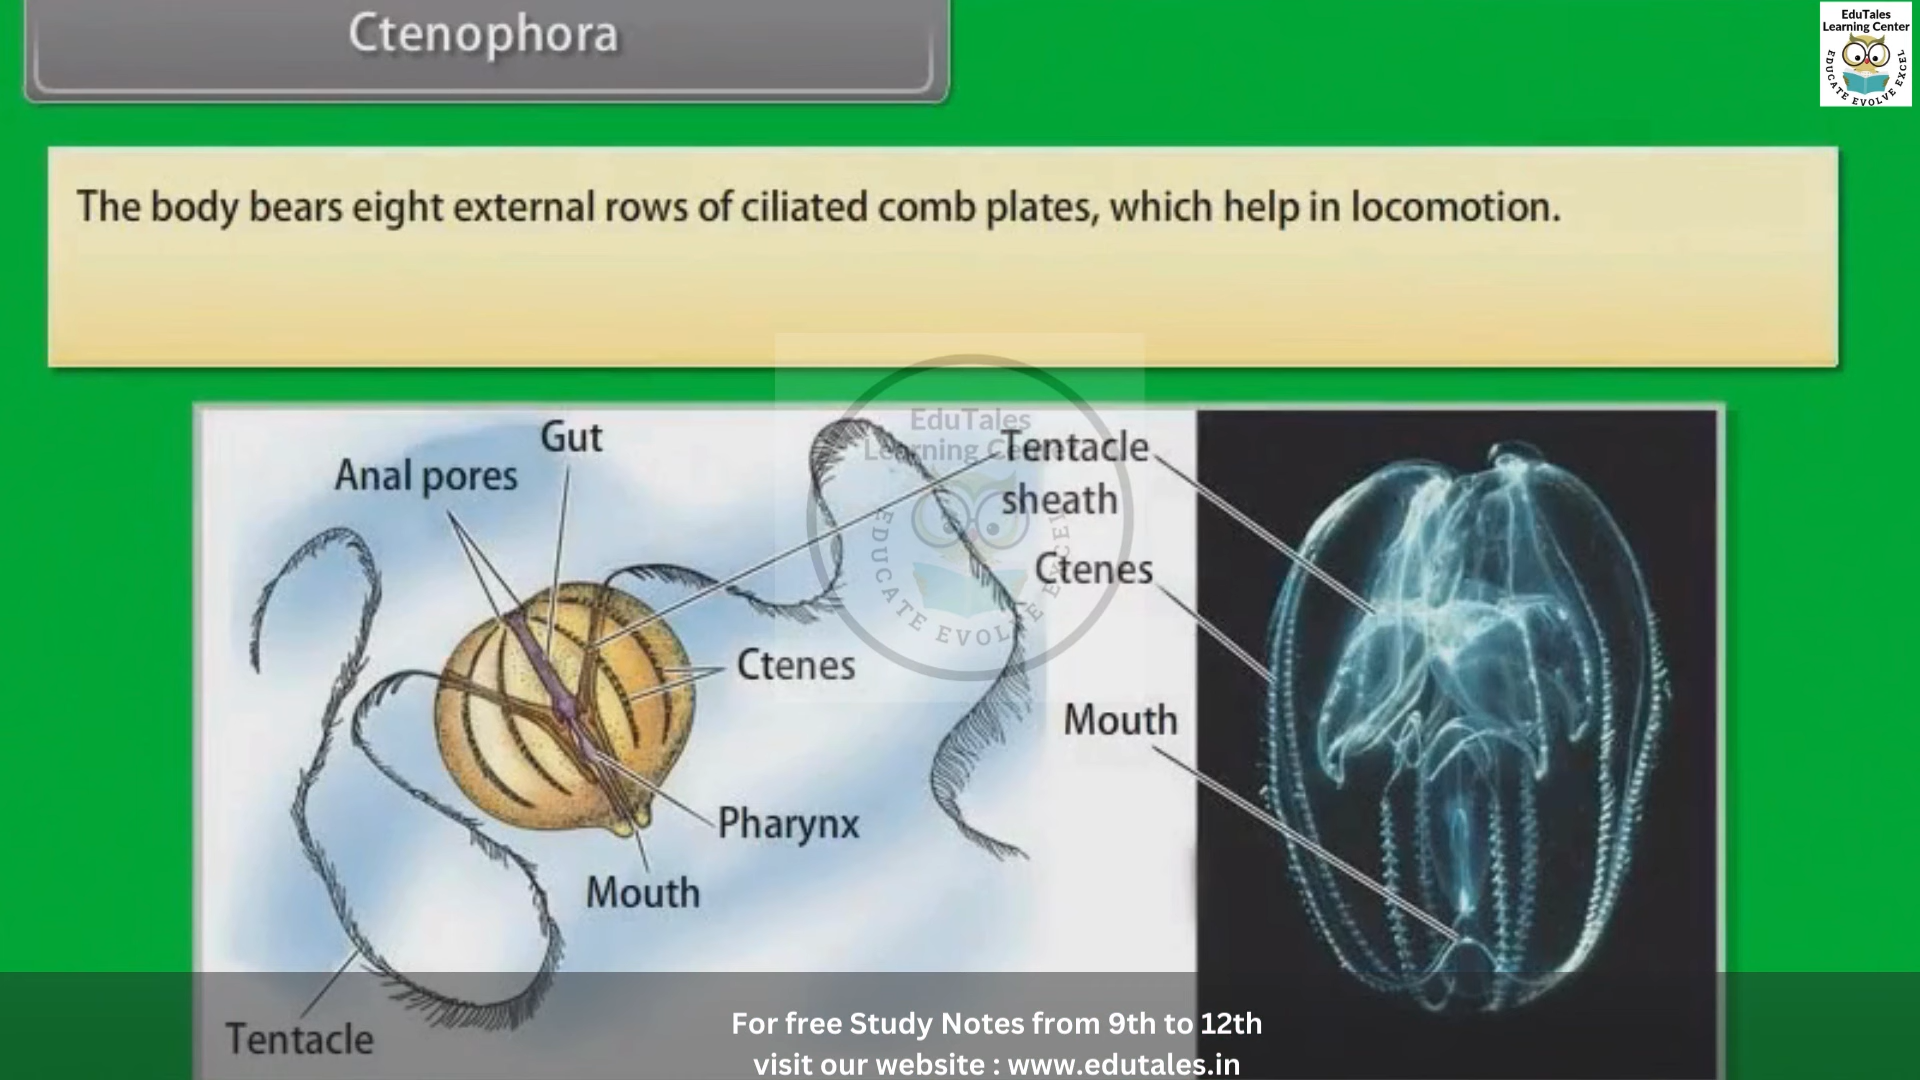 Ctenophora
EduTales
Learning Center
EDUCATE EVOLVE EXCEL
The body bears eight external rows of ciliated comb plates, which help in locomotion.
EduTales
Learning Center
EDUCATE EVOLVE EXCEL
Gut
Anal pores
Tentacle
sheath
Ctenes
Ctenes
Mouth
Pharynx
Mouth
Tentacle
For free Study Notes from 9th to 12th
visit our website : www.edutales.in